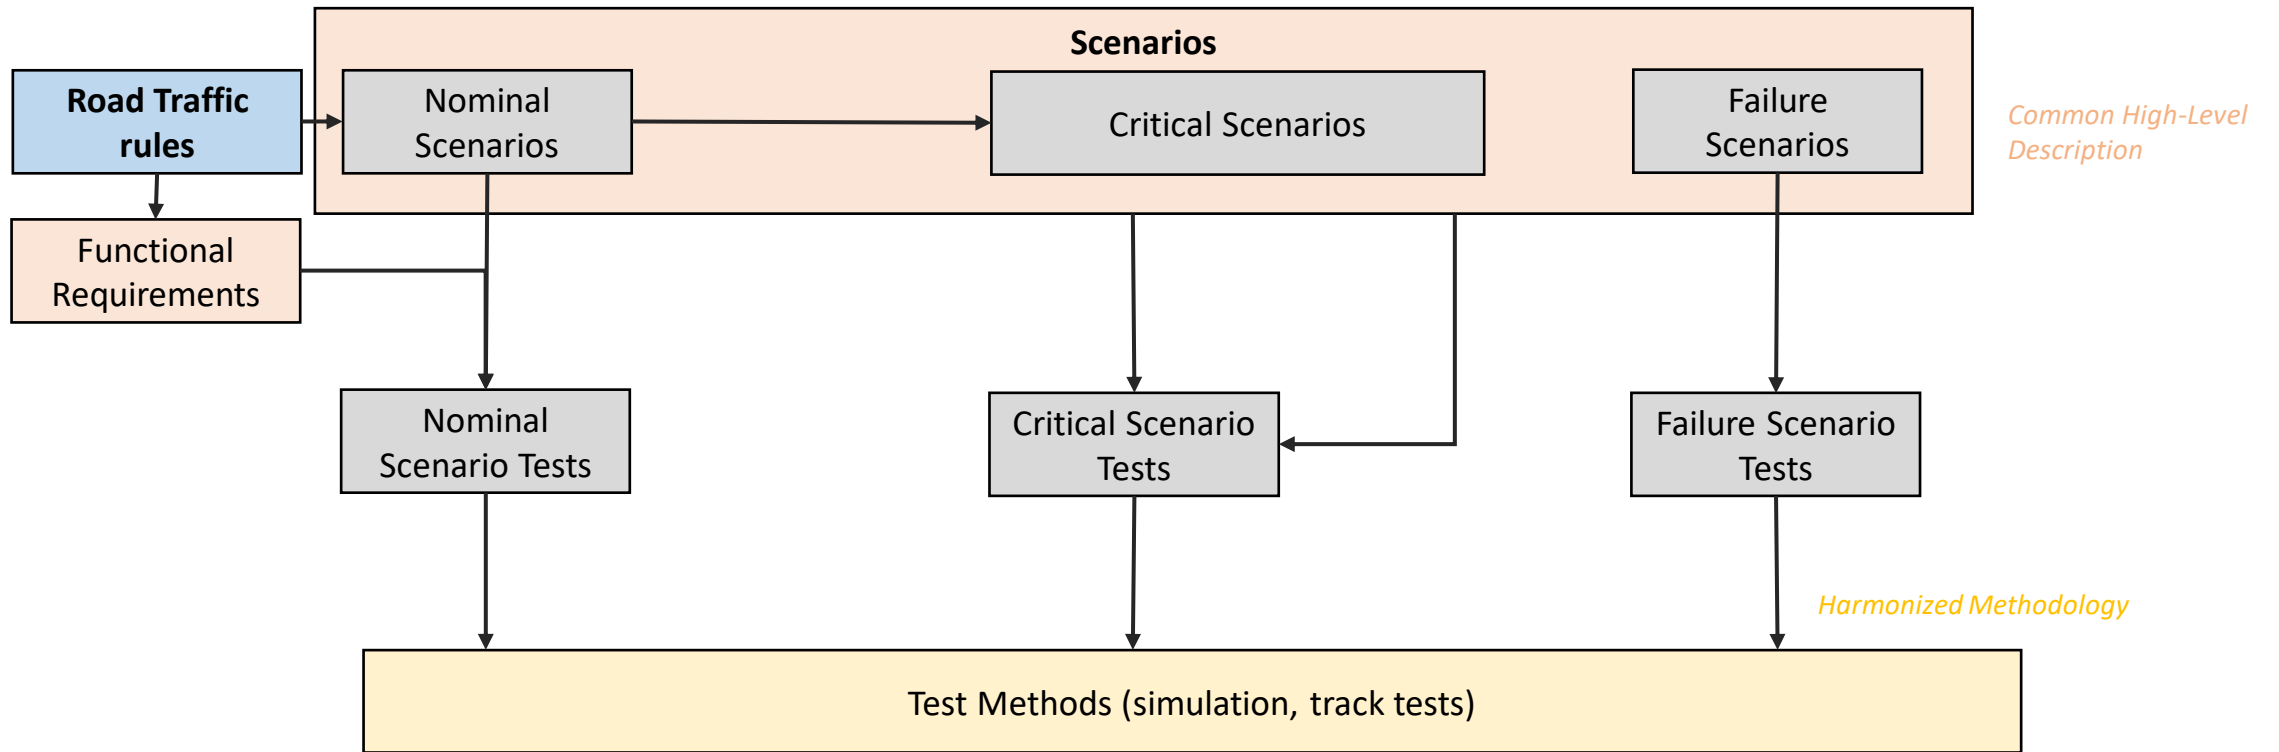 Scenarios
Road Traffic
rules
Nominal
Scenarios
Critical Scenarios
Failure
Scenarios
Common High-Level
Description
Functional
Requirements
Nominal
Scenario Tests
Critical Scenario
Tests
Failure Scenario
Tests
Harmonized Methodology
Test Methods (simulation, track tests)